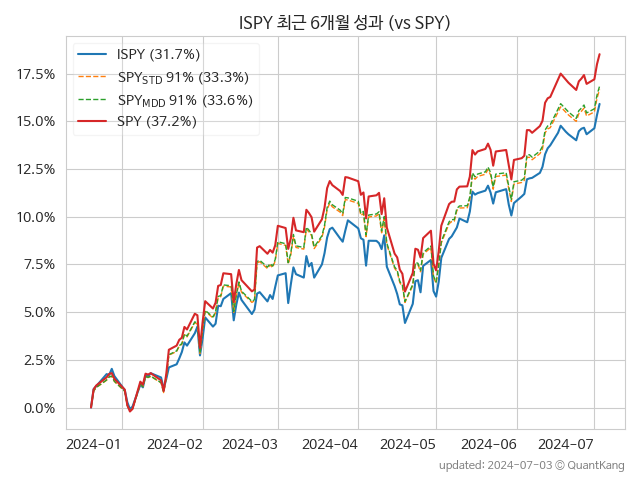 ISPY 최근 6개월 성과 (vs SPY)
ISPY (31.7%)
SPY_STD 91% (33.3%)
SPY_MDD 91% (33.6%)
SPY (37.2%)
17.5%
15.0%
12.5%
10.0%
7.5%
5.0%
2.5%
0.0%
2024-01 2024-02 2024-03 2024-04 2024-05 2024-06 2024-07
updated: 2024-07-03 © QuantKang